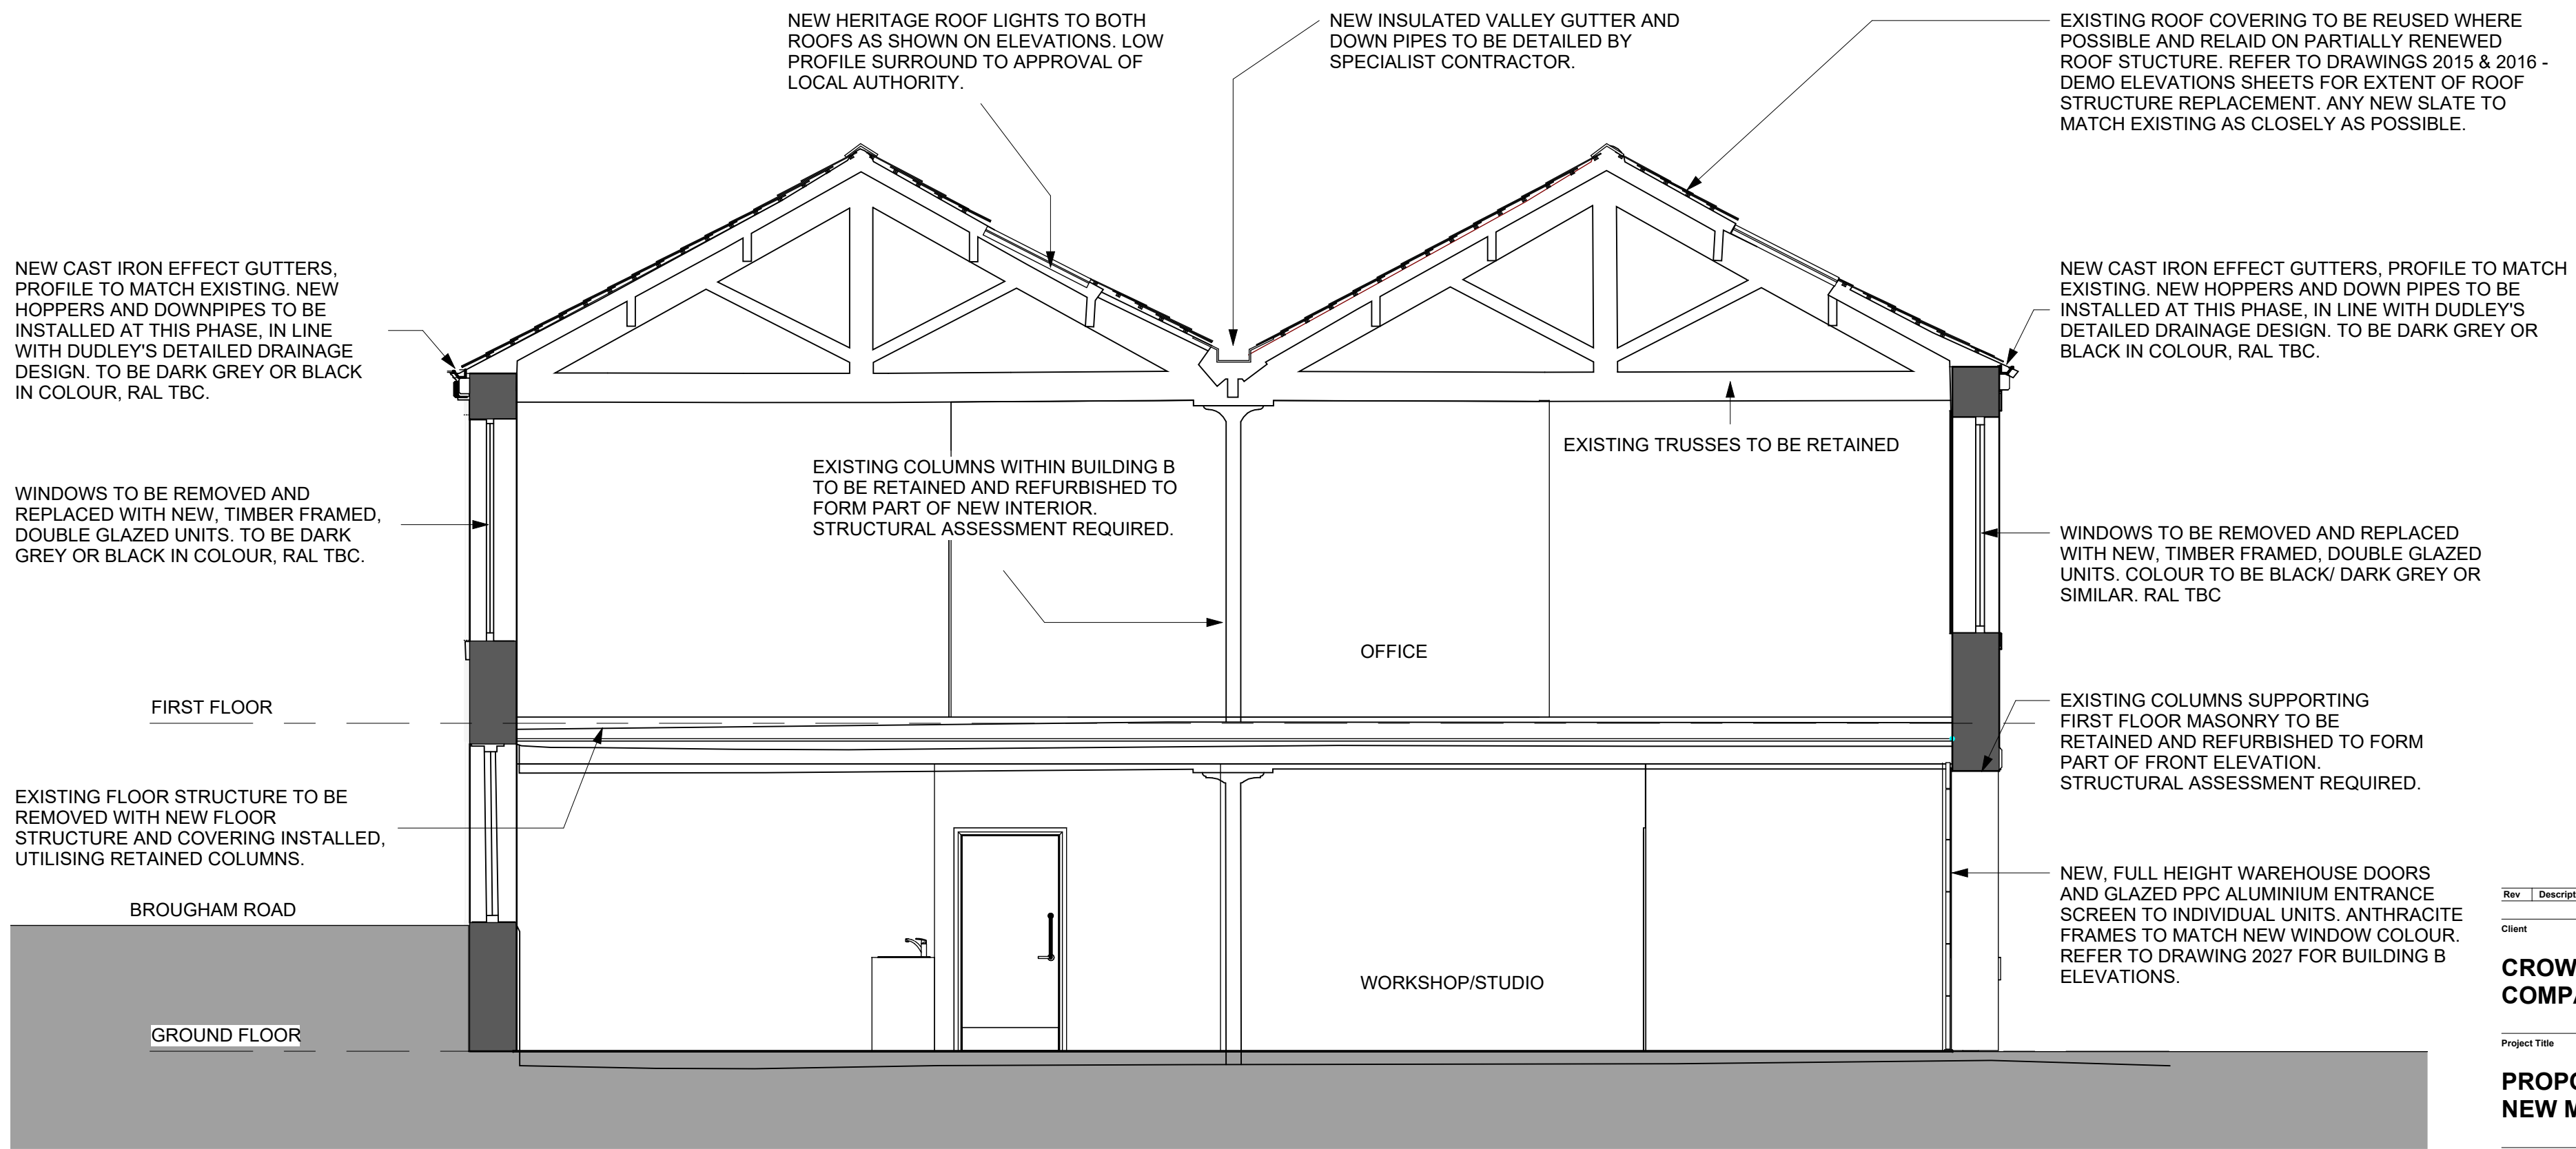 NEW HERITAGE ROOF LIGHTS TO BOTH
ROOFS AS SHOWN ON ELEVATIONS. LOW
PROFILE SURROUND TO APPROVAL OF
LOCAL AUTHORITY.
NEW INSULATED VALLEY GUTTER AND
DOWN PIPES TO BE DETAILED BY
SPECIALIST CONTRACTOR.
EXISTING ROOF COVERING TO BE REUSED WHERE
POSSIBLE AND RELAID ON PARTIALLY RENEWED
ROOF STUCTURE. REFER TO DRAWINGS 2015 & 2016 -
DEMO ELEVATIONS SHEETS FOR EXTENT OF ROOF
STRUCTURE REPLACEMENT. ANY NEW SLATE TO
MATCH EXISTING AS CLOSELY AS POSSIBLE.
NEW CAST IRON EFFECT GUTTERS,
PROFILE TO MATCH EXISTING. NEW
HOPPERS AND DOWNPIPES TO BE
INSTALLED AT THIS PHASE, IN LINE
WITH DUDLEY'S DETAILED DRAINAGE
DESIGN. TO BE DARK GREY OR BLACK
IN COLOUR, RAL TBC.
NEW CAST IRON EFFECT GUTTERS, PROFILE TO MATCH
EXISTING. NEW HOPPERS AND DOWN PIPES TO BE
INSTALLED AT THIS PHASE, IN LINE WITH DUDLEY'S
DETAILED DRAINAGE DESIGN. TO BE DARK GREY OR
BLACK IN COLOUR, RAL TBC.
EXISTING TRUSSES TO BE RETAINED
EXISTING COLUMNS WITHIN BUILDING B
TO BE RETAINED AND REFURBISHED TO
FORM PART OF NEW INTERIOR.
STRUCTURAL ASSESSMENT REQUIRED.
WINDOWS TO BE REMOVED AND
REPLACED WITH NEW, TIMBER FRAMED,
DOUBLE GLAZED UNITS. TO BE DARK
GREY OR BLACK IN COLOUR, RAL TBC.
WINDOWS TO BE REMOVED AND REPLACED
WITH NEW, TIMBER FRAMED, DOUBLE GLAZED
UNITS. COLOUR TO BE BLACK/ DARK GREY OR
SIMILAR. RAL TBC
OFFICE
FIRST FLOOR
EXISTING COLUMNS SUPPORTING
FIRST FLOOR MASONRY TO BE
RETAINED AND REFURBISHED TO FORM
PART OF FRONT ELEVATION.
STRUCTURAL ASSESSMENT REQUIRED.
EXISTING FLOOR STRUCTURE TO BE
REMOVED WITH NEW FLOOR
STRUCTURE AND COVERING INSTALLED,
UTILISING RETAINED COLUMNS.
BROUGHAM ROAD
NEW, FULL HEIGHT WAREHOUSE DOORS
AND GLAZED PPC ALUMINIUM ENTRANCE
SCREEN TO INDIVIDUAL UNITS. ANTHRACITE
FRAMES TO MATCH NEW WINDOW COLOUR.
REFER TO DRAWING 2027 FOR BUILDING B
ELEVATIONS.
WORKSHOP/STUDIO
GROUND FLOOR
Rev Descript
Client
CROW
COMPA
Project Title
PROPO
NEW M